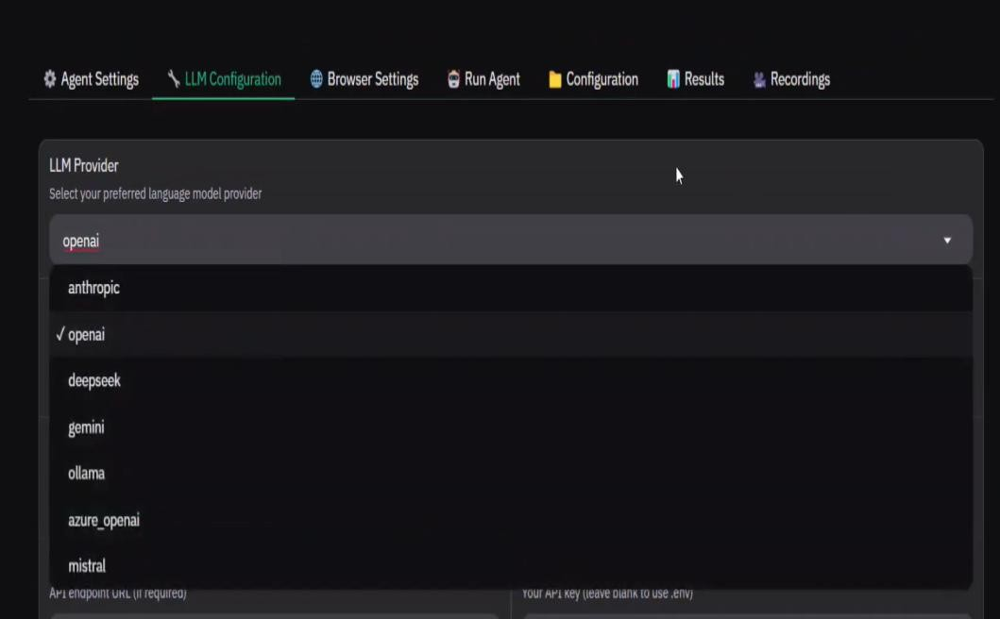 Agent Settings LLM Configuration Browser Settings Run Agent Configuration Results Recordings
LLM Provider
Select your preferred language model provider
openai
anthropic
✓ openai
deepseek
gemini
ollama
azure_openai
mistral
API endpoint URL (if required) Your API key (leave blank to use .env)